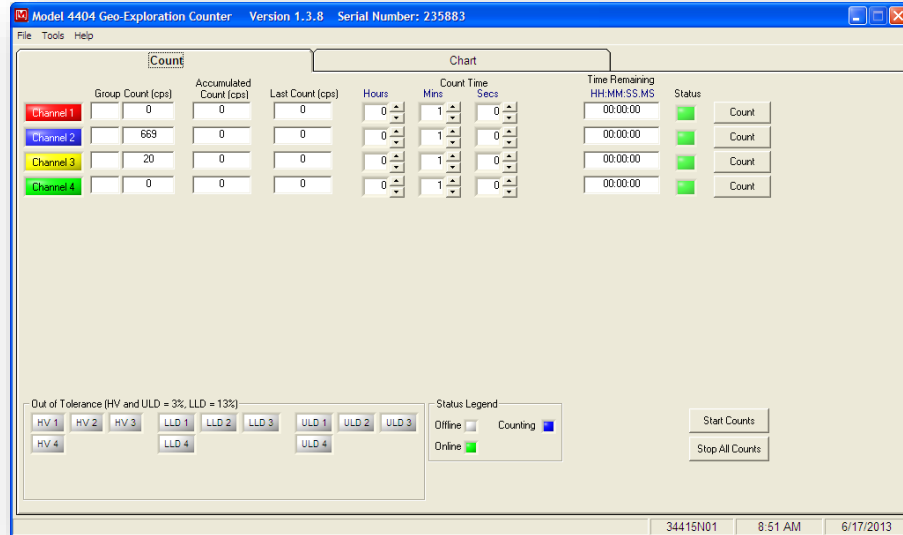 Model 4404 Geo-Exploration Counter Version 1.3.8 Serial Number: 235883
File Tools Help
Count Chart
Group Count (cps) Accumulated Count (cps) Last Count (cps) Count Time Hours Mins Secs Time Remaining HH:MM:SS.MS Status
Channel 1 0 0 0 0 1 0 00:00:00 Count
Channel 2 669 0 0 0 1 0 00:00:00 Count
Channel 3 20 0 0 0 1 0 00:00:00 Count
Channel 4 0 0 0 0 1 0 00:00:00 Count
Out of Tolerance (HV and ULD = 3%, LLD = 13%)
HV 1 HV 2 HV 3 LLD 1 LLD 2 LLD 3 ULD 1 ULD 2 ULD 3
HV 4 LLD 4 ULD 4
Status Legend
Offline Counting
Online
Start Counts
Stop All Counts
34415N01 8:51 AM 6/17/2013